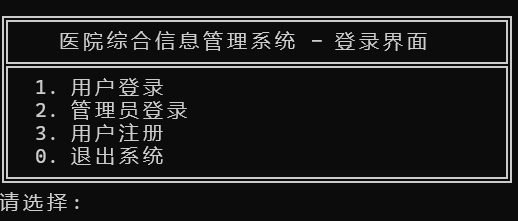 医院综合信息管理系统 - 登录界面
1. 用户登录
2. 管理员登录
3. 用户注册
0. 退出系统
请选择: